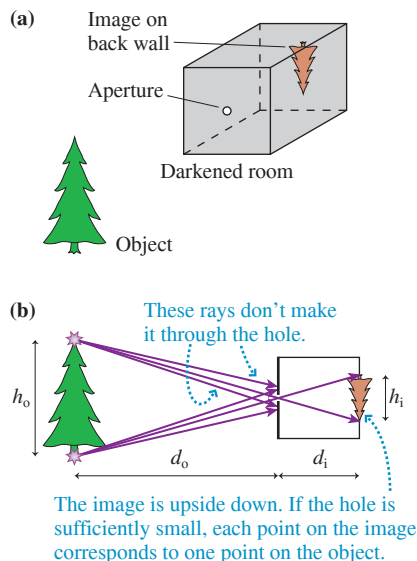 (a)
Image on
back wall
Aperture
Darkened room
Object
(b)
These rays don't make
it through the hole.
hₒ
hᵢ
dₒ
dᵢ
The image is upside down. If the hole is
sufficiently small, each point on the image
corresponds to one point on the object.